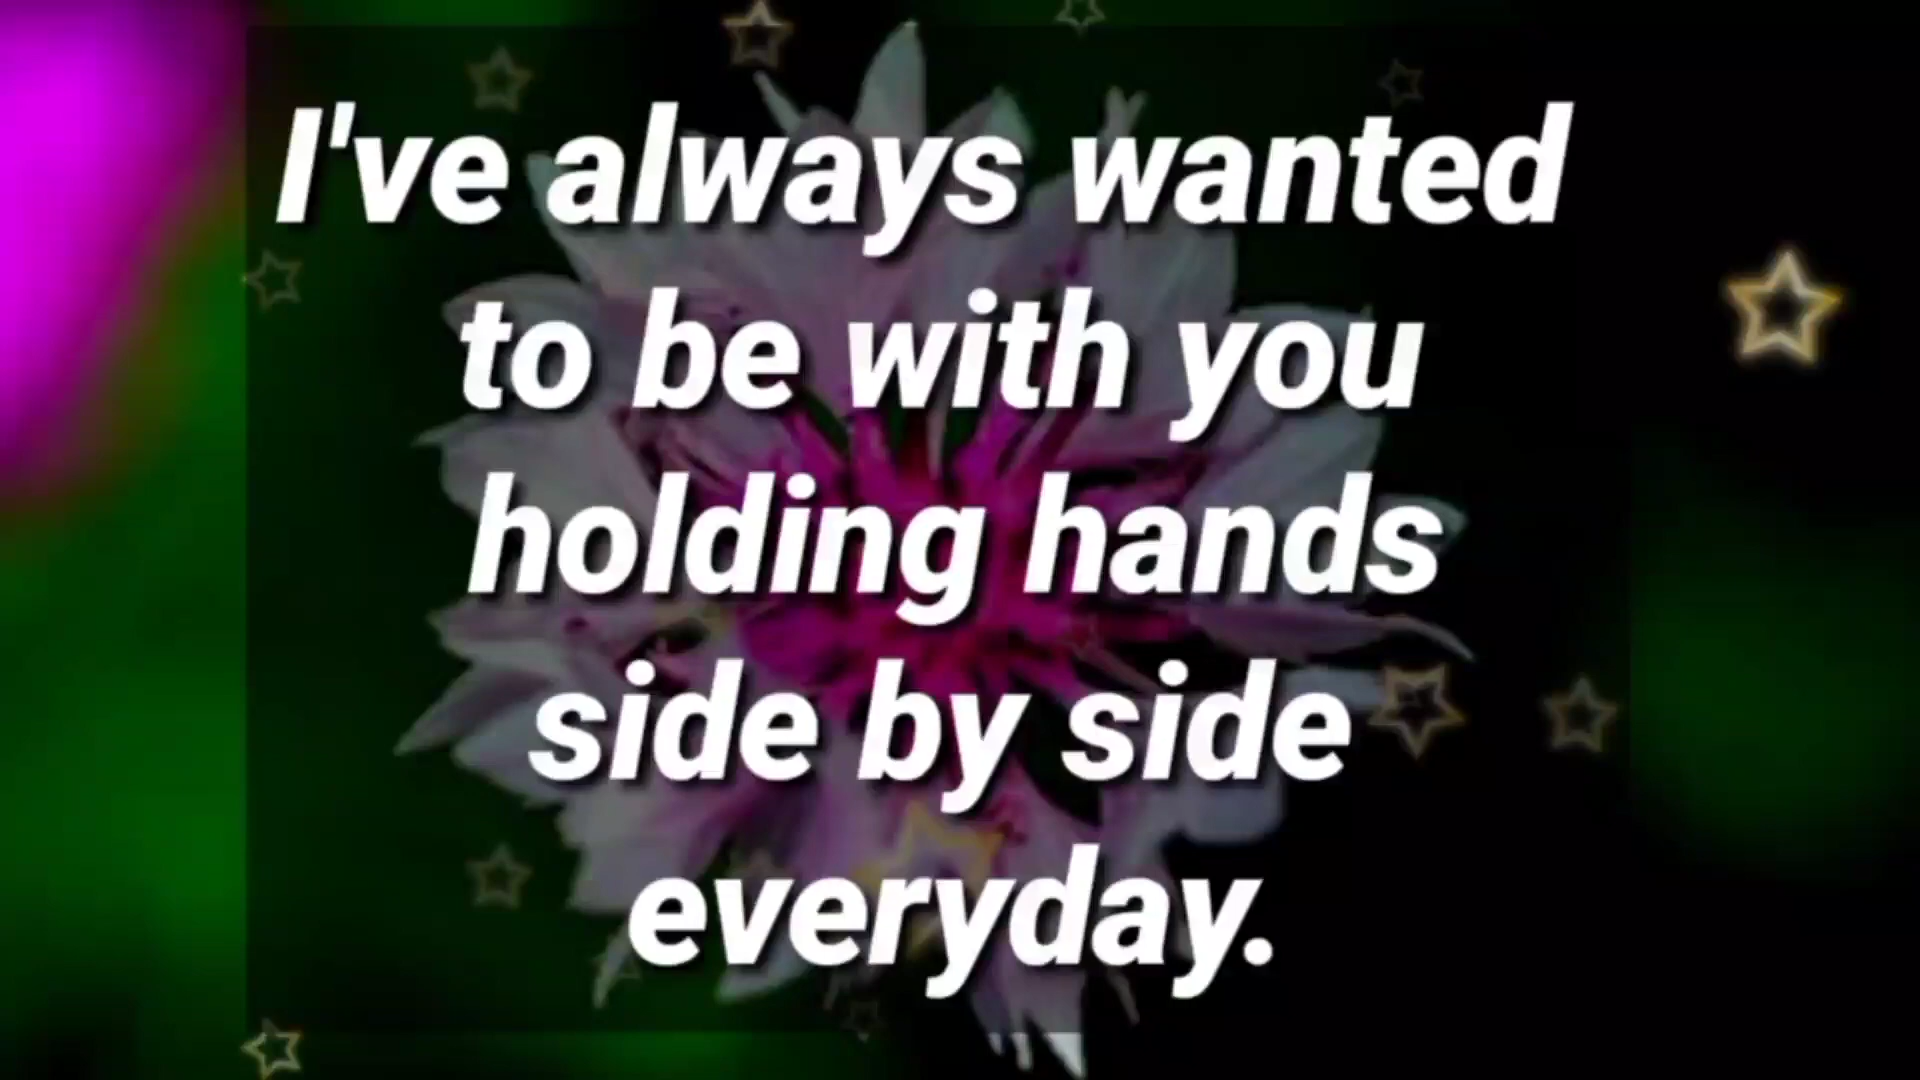 I've always wanted
to be with you
holding hands
side by side
everyday.